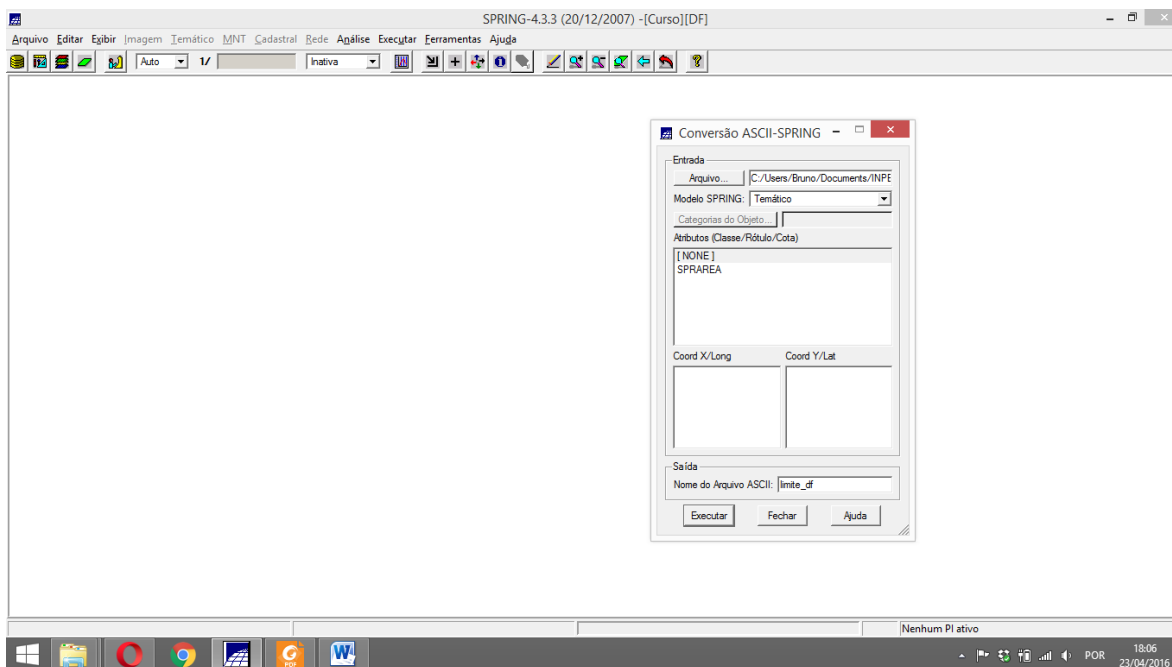 SPRING-4.3.3 (20/12/2007) -[Curso][DF]
Arquivo Editar Exibir Imagem Temático MNT Cadastral Rede Análise Executar Ferramentas Ajuda
Auto 1/ Inativa
Conversão ASCII-SPRING
Entrada
Arquivo... C:/Users/Bruno/Documents/INPE
Modelo SPRING: Temático
Categorias do Objeto...
Atributos (Classe/Rótulo/Cota)
[ NONE ]
SPRAREA
Coord X/Long Coord Y/Lat
Saída
Nome do Arquivo ASCII: limite_df
Executar Fechar Ajuda
Nenhum PI ativo
W
G
PDF
POR
18:06
23/04/2016